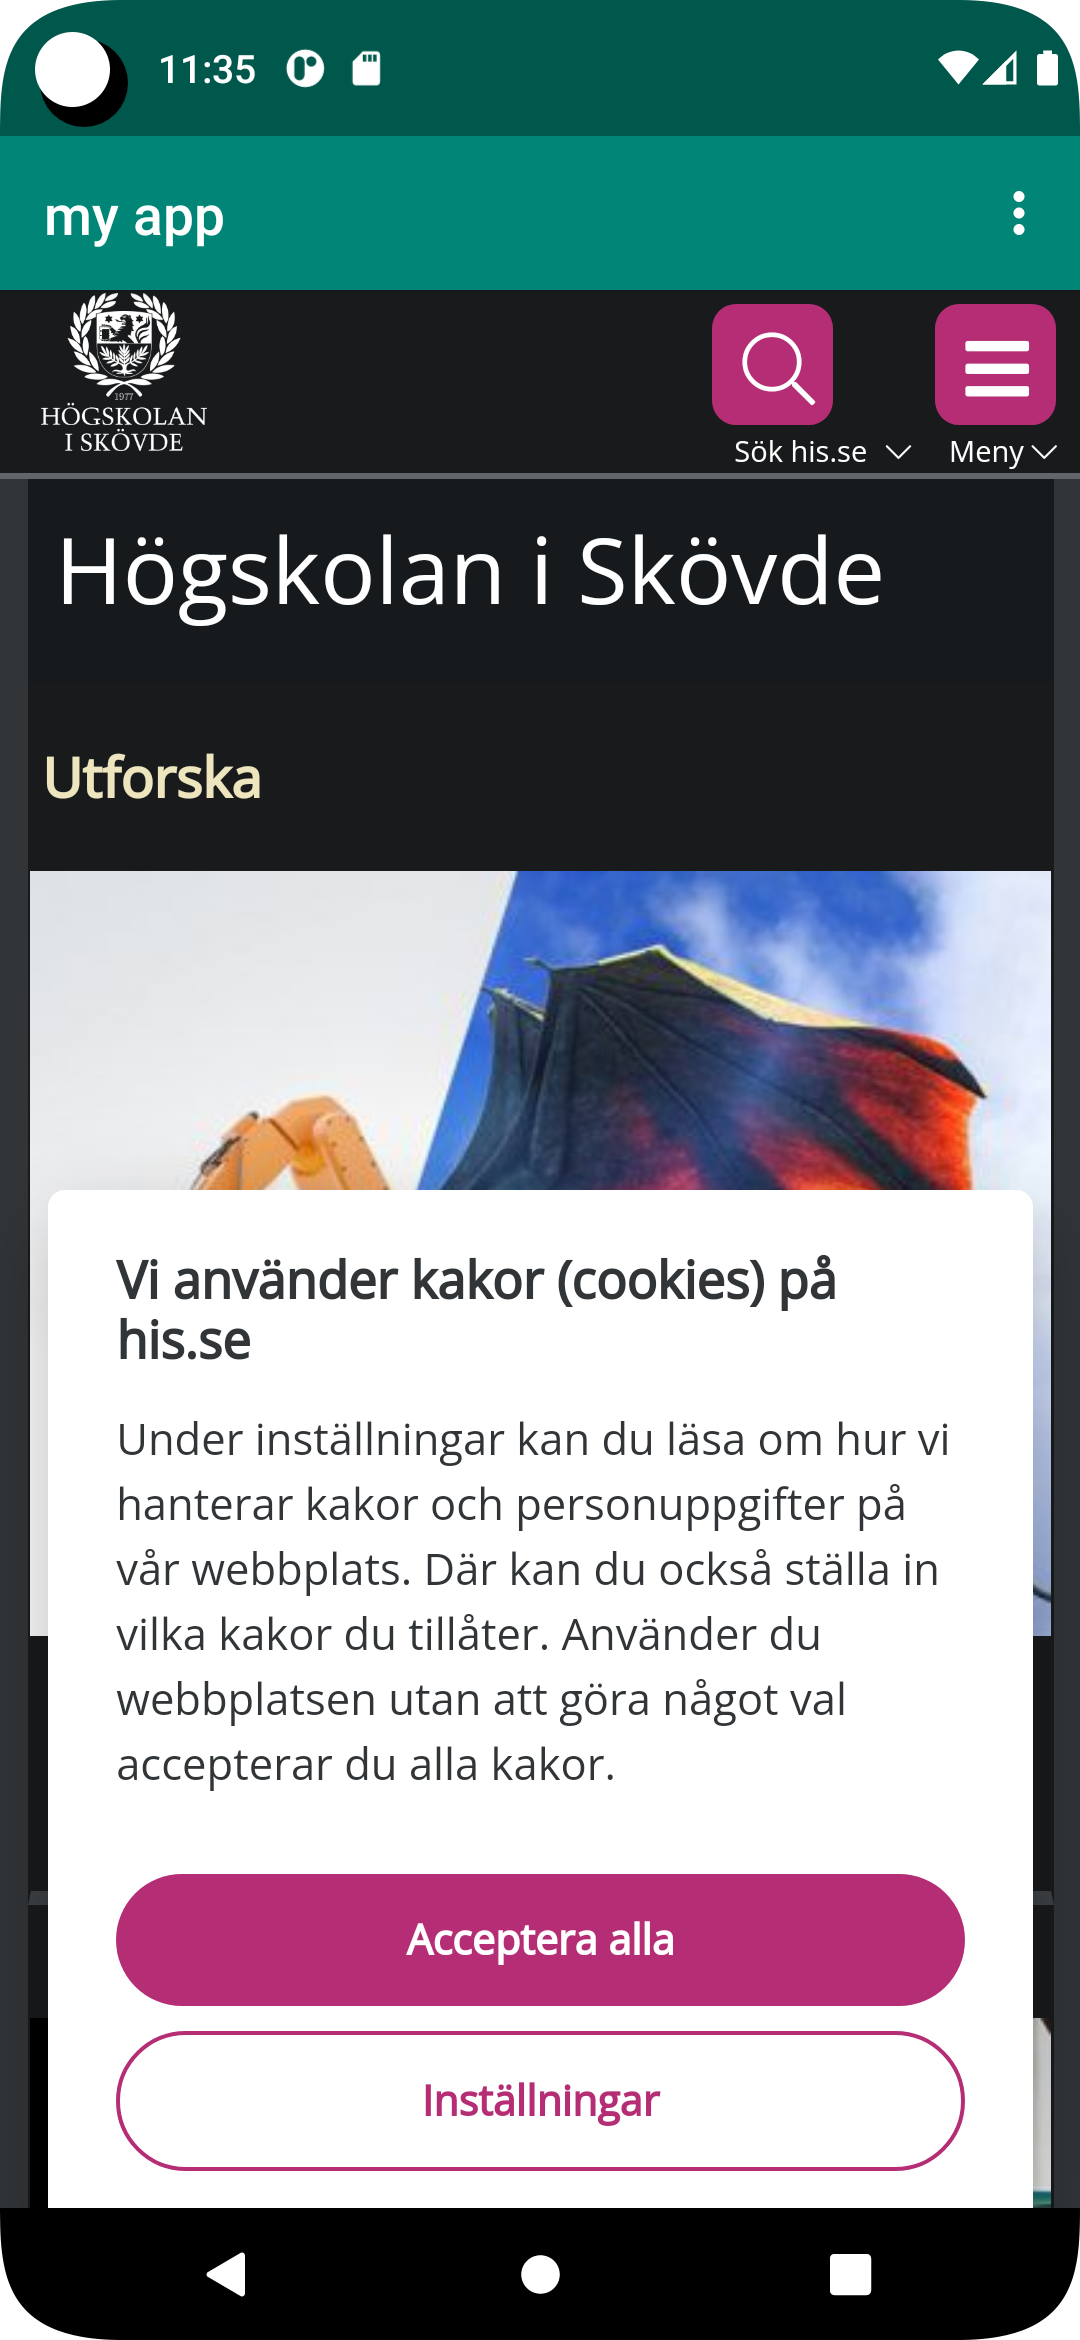 11:35
my app
1977
HÖGSKOLAN
I SKÖVDE
Sök his.se
Meny
Högskolan i Skövde
Utforska
Vi använder kakor (cookies) på
his.se
Under inställningar kan du läsa om hur vi
hanterar kakor och personuppgifter på
vår webbplats. Där kan du också ställa in
vilka kakor du tillåter. Använder du
webbplatsen utan att göra något val
accepterar du alla kakor.
Acceptera alla
Inställningar